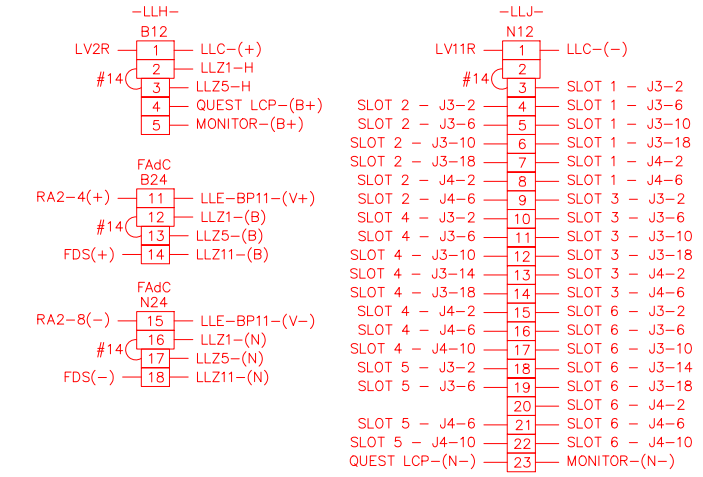 -LLH-
B12
LV2R 1 LLC-(+)
2 LLZ1-H
#14
3 LLZ5-H
4 QUEST LCP-(B+)
5 MONITOR-(B+)
FAdC
B24
RA2-4(+) 11 LLE-BP11-(V+)
12 LLZ1-(B)
#14
13 LLZ5-(B)
FDS(+) 14 LLZ11-(B)
FAdC
N24
RA2-8(-) 15 LLE-BP11-(V-)
16 LLZ1-(N)
#14
17 LLZ5-(N)
FDS(-) 18 LLZ11-(N)
-LLJ-
N12
LV11R 1 LLC-(-)
2
#14
3 SLOT 1 - J3-2
SLOT 2 - J3-2 4 SLOT 1 - J3-6
SLOT 2 - J3-6 5 SLOT 1 - J3-10
SLOT 2 - J3-10 6 SLOT 1 - J3-18
SLOT 2 - J3-18 7 SLOT 1 - J4-2
SLOT 2 - J4-2 8 SLOT 1 - J4-6
SLOT 2 - J4-6 9 SLOT 3 - J3-2
SLOT 4 - J3-2 10 SLOT 3 - J3-6
SLOT 4 - J3-6 11 SLOT 3 - J3-10
SLOT 4 - J3-10 12 SLOT 3 - J3-18
SLOT 4 - J3-14 13 SLOT 3 - J4-2
SLOT 4 - J3-18 14 SLOT 3 - J4-6
SLOT 4 - J4-2 15 SLOT 6 - J3-2
SLOT 4 - J4-6 16 SLOT 6 - J3-6
SLOT 4 - J4-10 17 SLOT 6 - J3-10
SLOT 5 - J3-2 18 SLOT 6 - J3-14
SLOT 5 - J3-6 19 SLOT 6 - J3-18
20 SLOT 6 - J4-2
SLOT 5 - J4-6 21 SLOT 6 - J4-6
SLOT 5 - J4-10 22 SLOT 6 - J4-10
QUEST LCP-(N-) 23 MONITOR-(N-)